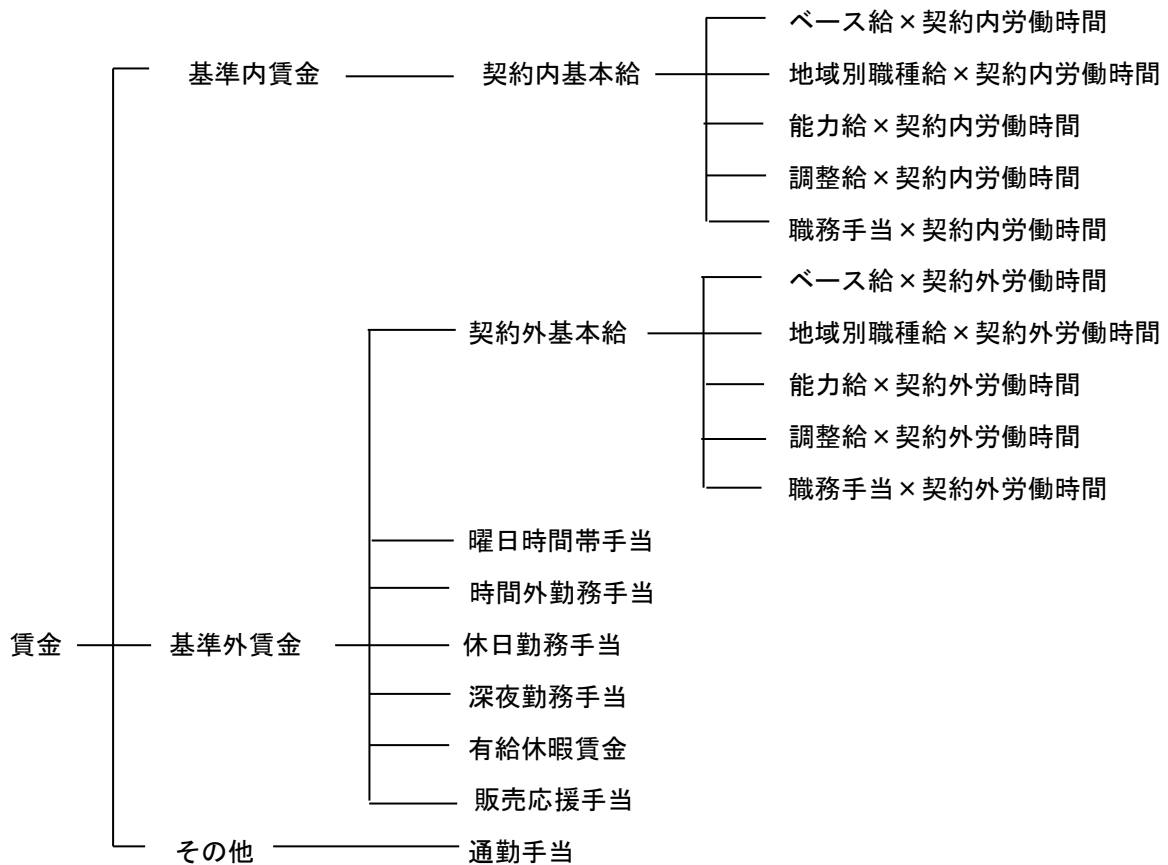 ベース給×契約内労働時間
基準内賃金 契約内基本給 地域別職種給×契約内労働時間
能力給×契約内労働時間
調整給×契約内労働時間
職務手当×契約内労働時間
ベース給×契約外労働時間
契約外基本給 地域別職種給×契約外労働時間
能力給×契約外労働時間
調整給×契約外労働時間
職務手当×契約外労働時間
曜日時間帯手当
時間外勤務手当
賃金 基準外賃金 休日勤務手当
深夜勤務手当
有給休暇賃金
販売応援手当
その他 通勤手当